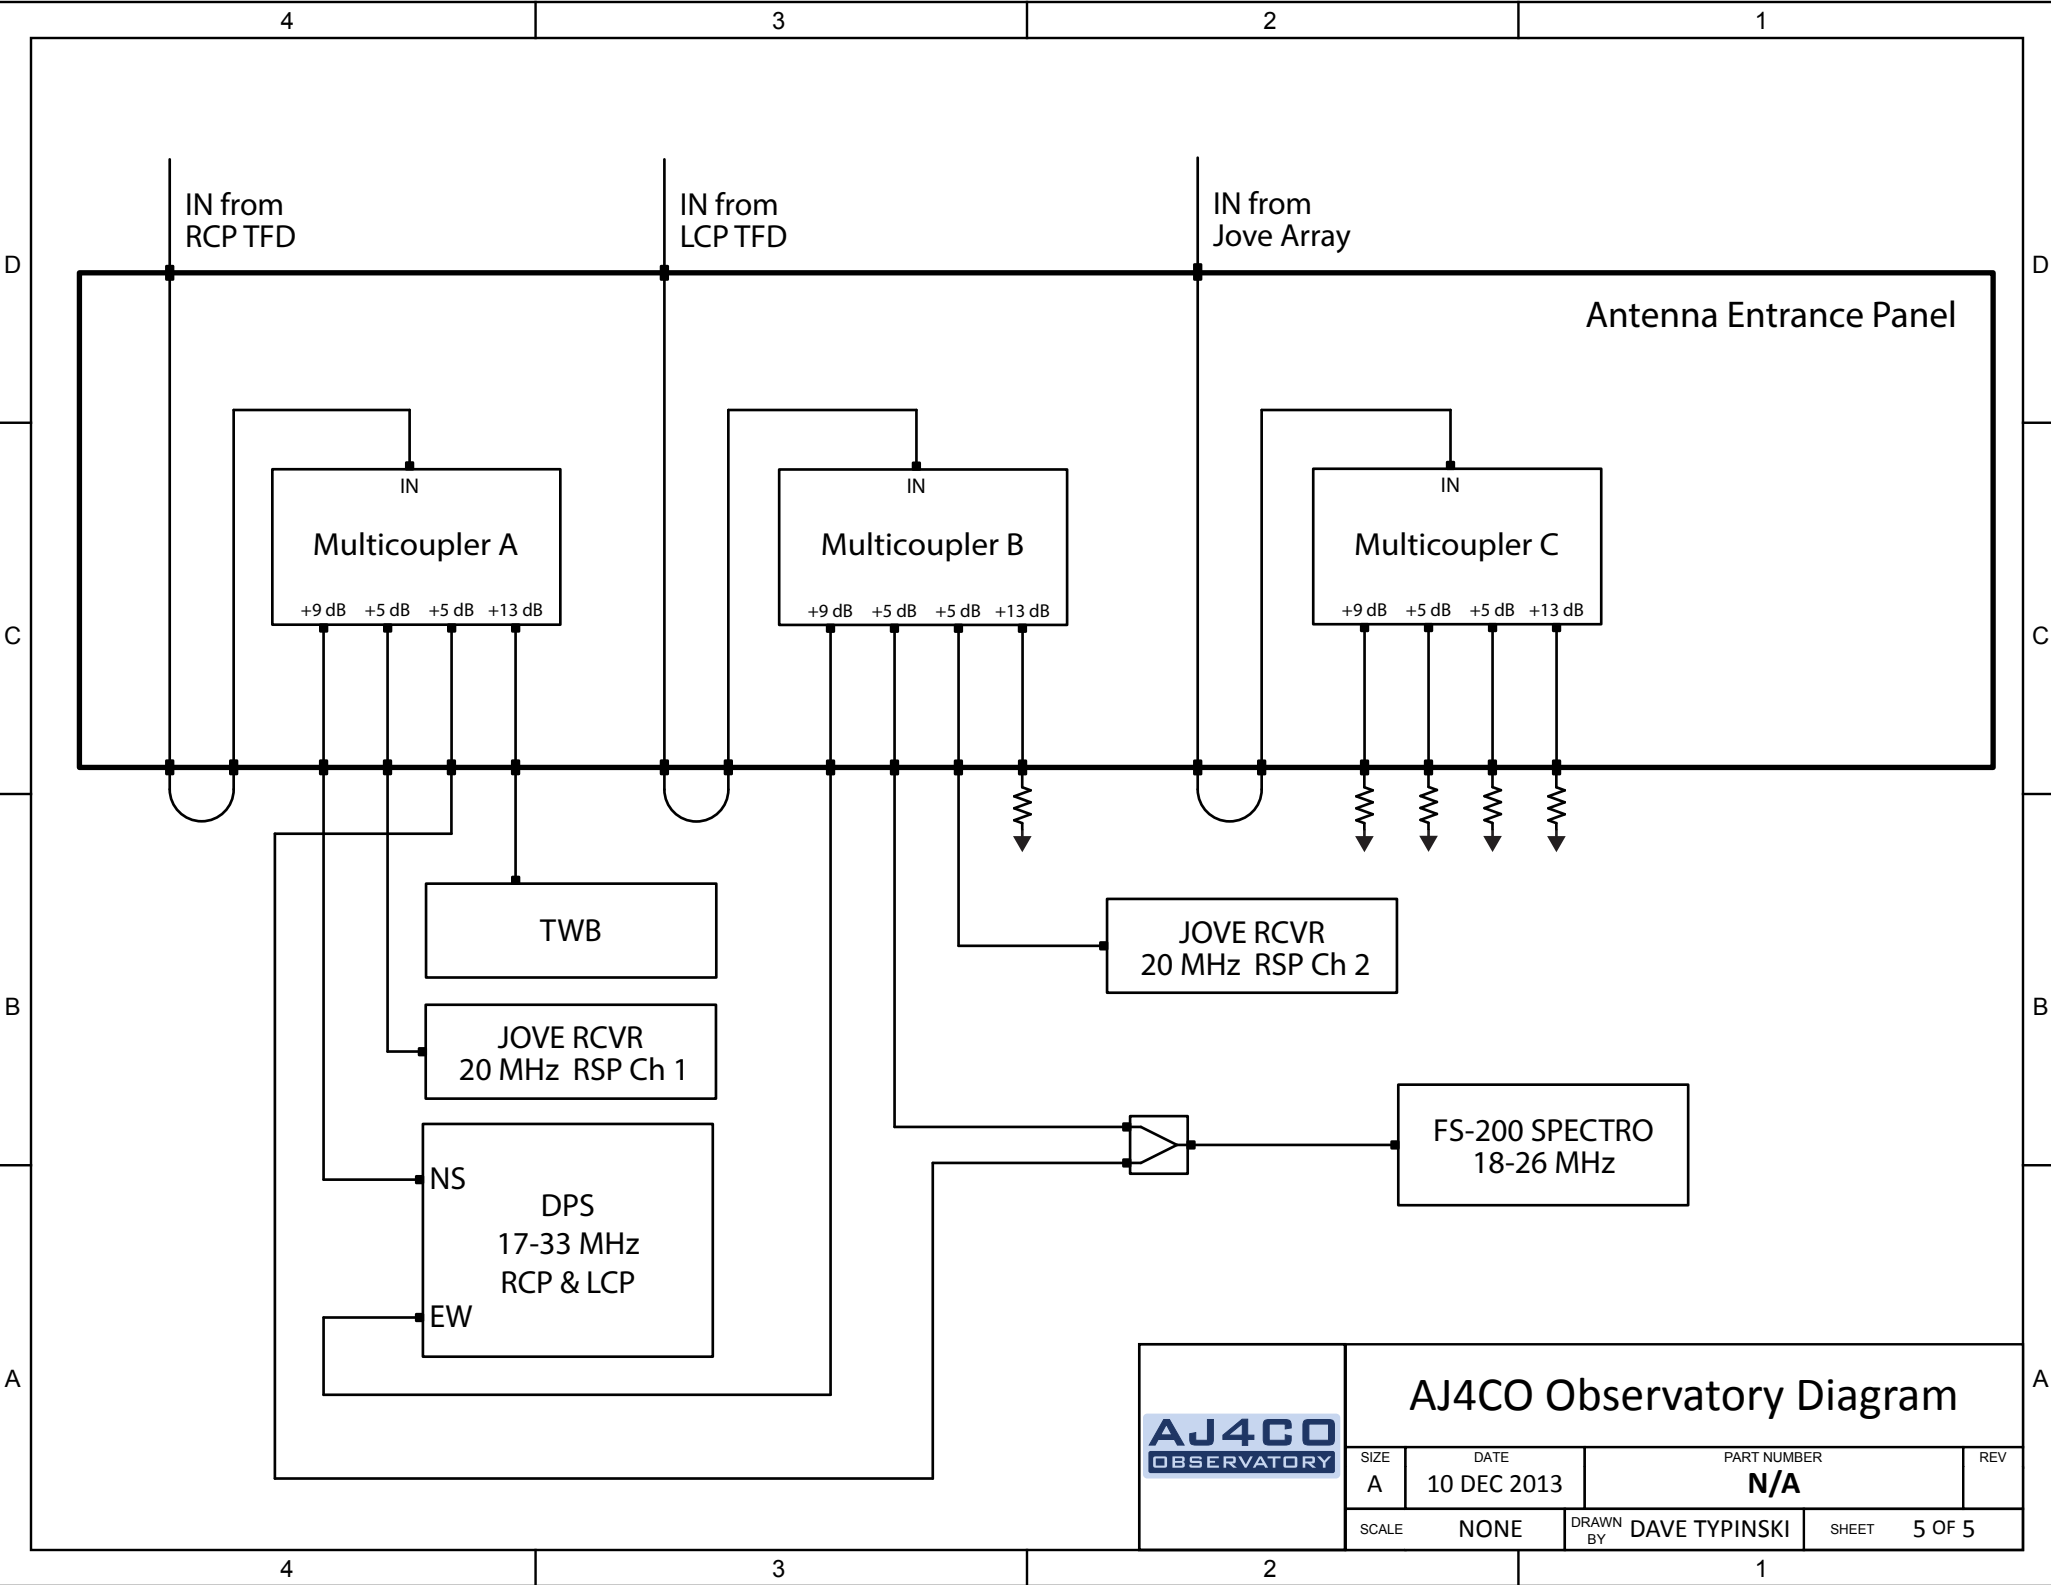 4 3 2 1
IN from
RCP TFD
IN from
LCP TFD
IN from
Jove Array
D
D
Antenna Entrance Panel
IN
Multicoupler A
+9 dB +5 dB +5 dB +13 dB
IN
Multicoupler B
+9 dB +5 dB +5 dB +13 dB
IN
Multicoupler C
+9 dB +5 dB +5 dB +13 dB
C
C
TWB
JOVE RCVR
20 MHz RSP Ch 2
JOVE RCVR
20 MHz RSP Ch 1
B
B
NS
DPS
17-33 MHz
RCP & LCP
EW
FS-200 SPECTRO
18-26 MHz
A
A
AJ4CO
OBSERVATORY
AJ4CO Observatory Diagram
SIZE
A
DATE
10 DEC 2013
PART NUMBER
N/A
REV
SCALE NONE
DRAWN
BY
DAVE TYPINSKI
SHEET 5 OF 5
4 3 2 1